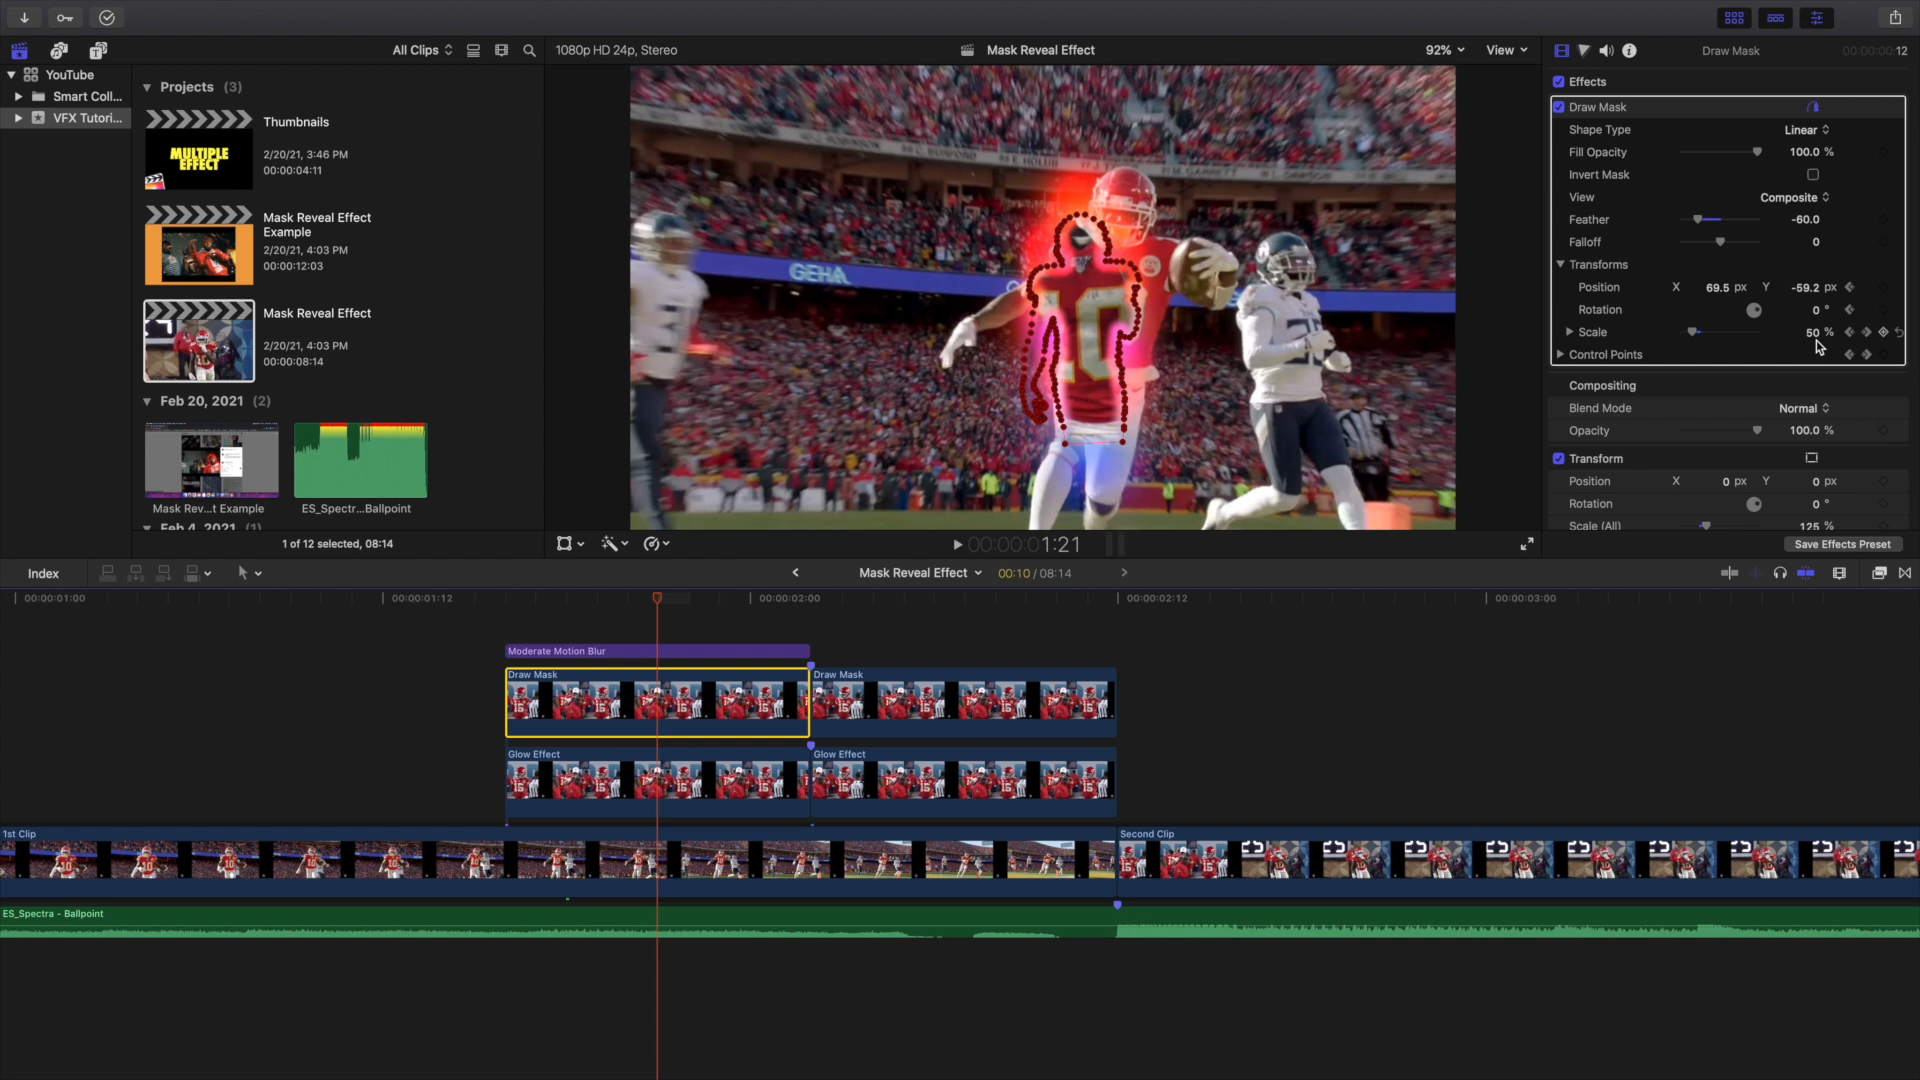 All Clips
1080p HD 24p, Stereo
Mask Reveal Effect
92%
View
Draw Mask
00:00:00:12
YouTube
Smart Coll...
VFX Tutori...
Projects (3)
MULTIPLE
EFFECT
Thumbnails
2/20/21, 3:46 PM
00:00:04:11
Mask Reveal Effect
Example
2/20/21, 4:03 PM
00:00:12:03
Mask Reveal Effect
2/20/21, 4:03 PM
00:00:08:14
Feb 20, 2021 (2)
Mask Rev...t Example
ES_Spectr...Ballpoint
Feb 4, 2021 (1)
1 of 12 selected, 08:14
GEHA
10
Effects
Draw Mask
Shape Type Linear
Fill Opacity 100.0 %
Invert Mask
View Composite
Feather -60.0
Falloff 0
Transforms
Position X 69.5 px Y -59.2 px
Rotation 0 °
Scale 50 %
Control Points
Compositing
Blend Mode Normal
Opacity 100.0 %
Transform
Position X 0 px Y 0 px
Rotation 0 °
Scale (All) 125 %
Save Effects Preset
00:00:01:21
Index
Mask Reveal Effect
00:10 / 08:14
00:00:01:00
00:00:01:12
00:00:02:00
00:00:02:12
00:00:03:00
Moderate Motion Blur
Draw Mask
Draw Mask
Glow Effect
Glow Effect
1st Clip
Second Clip
ES_Spectra - Ballpoint